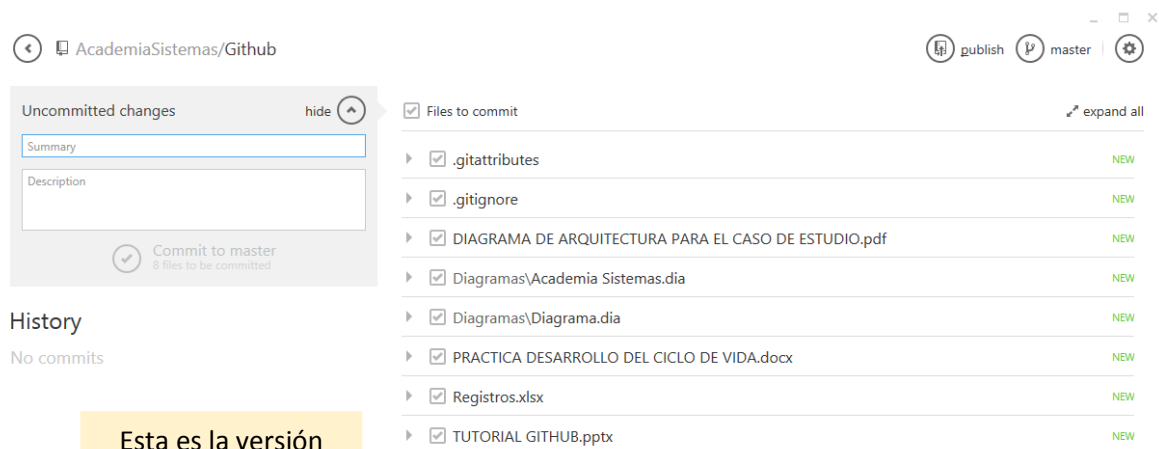 AcademiaSistemas/Github
publish
master
Uncommitted changes
hide
Summary
Description
Commit to master
8 files to be committed
History
No commits
Files to commit
expand all
.gitattributes NEW
.gitignore NEW
DIAGRAMA DE ARQUITECTURA PARA EL CASO DE ESTUDIO.pdf NEW
Diagramas\Academia Sistemas.dia NEW
Diagramas\Diagrama.dia NEW
PRACTICA DESARROLLO DEL CICLO DE VIDA.docx NEW
Registros.xlsx NEW
TUTORIAL GITHUB.pptx NEW
Esta es la versión